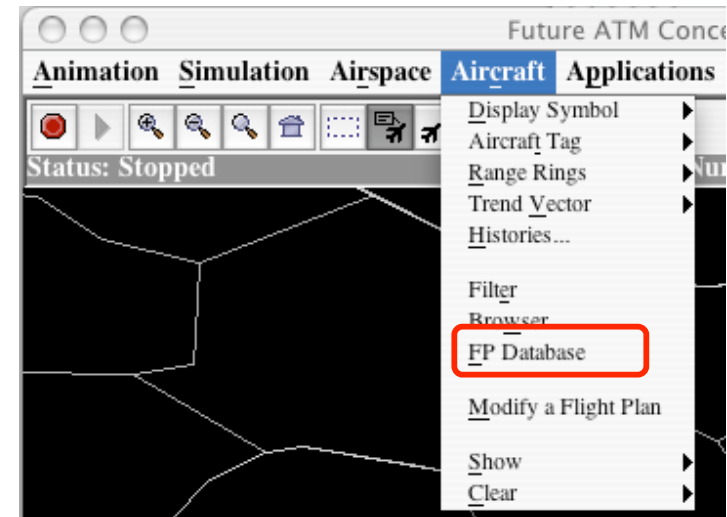 Future ATM Conce
Animation Simulation Airspace Aircraft Applications
Status: Stopped
Display Symbol
Aircraft Tag
Range Rings
Trend Vector
Histories...
Filter
Browser
FP Database
Modify a Flight Plan
Show
Clear